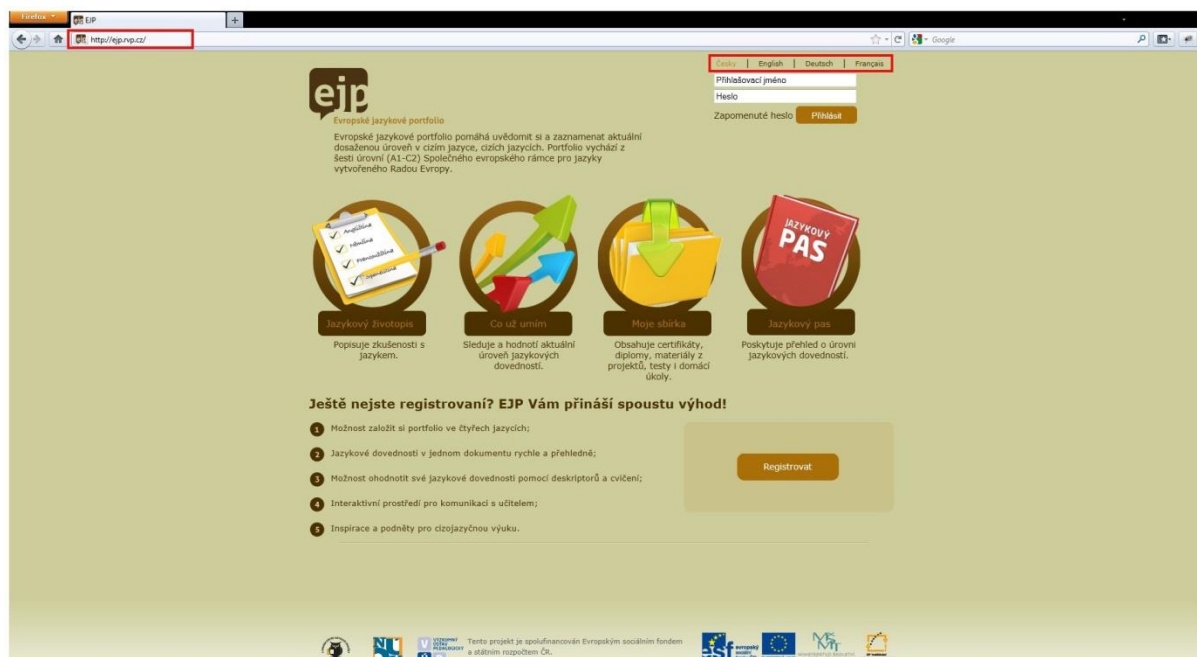 Firefox
EJP
http://ejp.rvp.cz/
Google
Česky | English | Deutsch | Français
Přihlašovací jméno
Heslo
Zapomenuté heslo Přihlásit
ejp
Evropské jazykové portfolio
Evropské jazykové portfolio pomáhá uvědomit si a zaznamenat aktuální
dosaženou úroveň v cizím jazyce, cizích jazycích. Portfolio vychází z
šesti úrovní (A1-C2) Společného evropského rámce pro jazyky
vytvořeného Radou Evropy.
Angličtina
Němčina
Francouzština
Španělština
JAZYKOVÝ
PAS
Jazykový životopis
Co už umím
Moje sbírka
Jazykový pas
Popisuje zkušenosti s
jazykem.
Sleduje a hodnotí aktuální
úroveň jazykových
dovedností.
Obsahuje certifikáty,
diplomy, materiály z
projektů, testy i domácí
úkoly.
Poskytuje přehled o úrovni
jazykových dovedností.
Ještě nejste registrovaní? EJP Vám přináší spoustu výhod!
1 Možnost založit si portfolio ve čtyřech jazycích;
2 Jazykové dovednosti v jednom dokumentu rychle a přehledně;
3 Možnost ohodnotit své jazykové dovednosti pomocí deskriptorů a cvičení;
4 Interaktivní prostředí pro komunikaci s učitelem;
5 Inspirace a podněty pro cizojazyčnou výuku.
Registrovat
Tento projekt je spolufinancován Evropským sociálním fondem
a státním rozpočtem ČR.
esf evropský
sociální